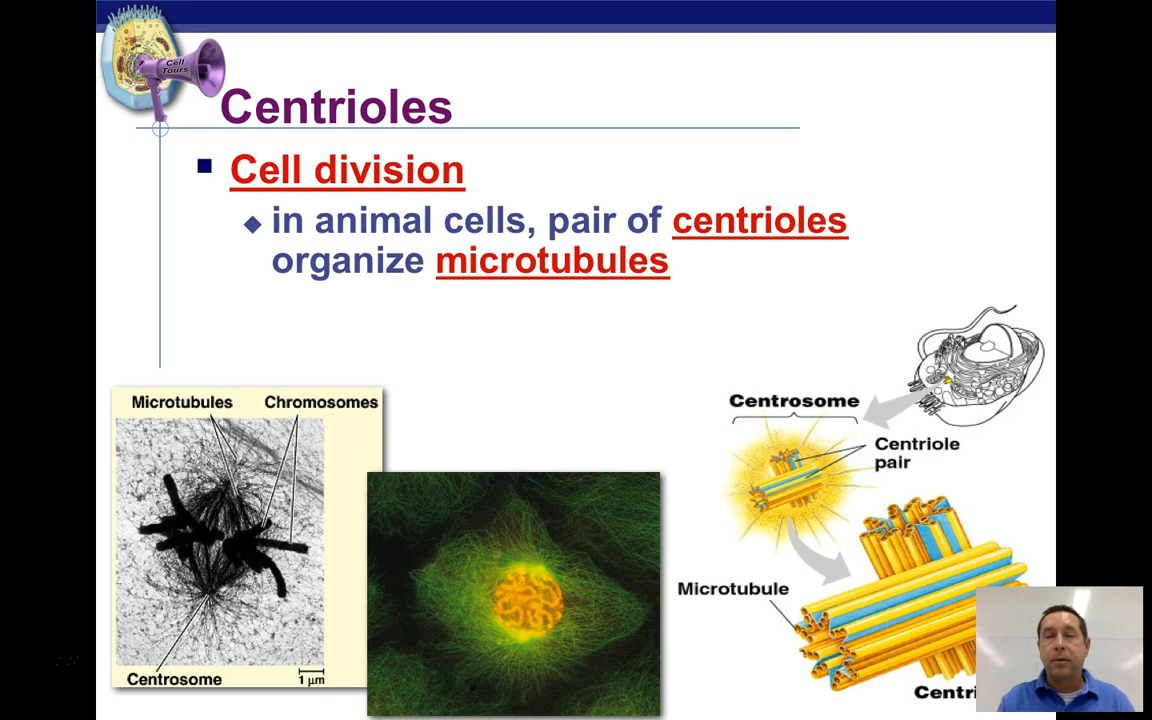 Cell
Tours
Centrioles
Cell division
in animal cells, pair of centrioles
organize microtubules
Microtubules Chromosomes
Centrosome
1 μm
Centrosome
Centriole
pair
Microtubule
Centri